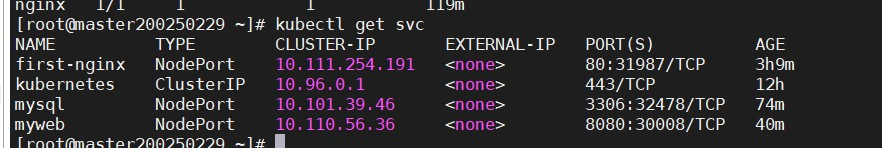 nginx 1/1 1 1 119m
[root@master200250229 ~]# kubectl get svc
NAME TYPE CLUSTER-IP EXTERNAL-IP PORT(S) AGE
first-nginx NodePort 10.111.254.191 <none> 80:31987/TCP 3h9m
kubernetes ClusterIP 10.96.0.1 <none> 443/TCP 12h
mysql NodePort 10.101.39.46 <none> 3306:32478/TCP 74m
myweb NodePort 10.110.56.36 <none> 8080:30008/TCP 40m
[root@master200250229 ~]#